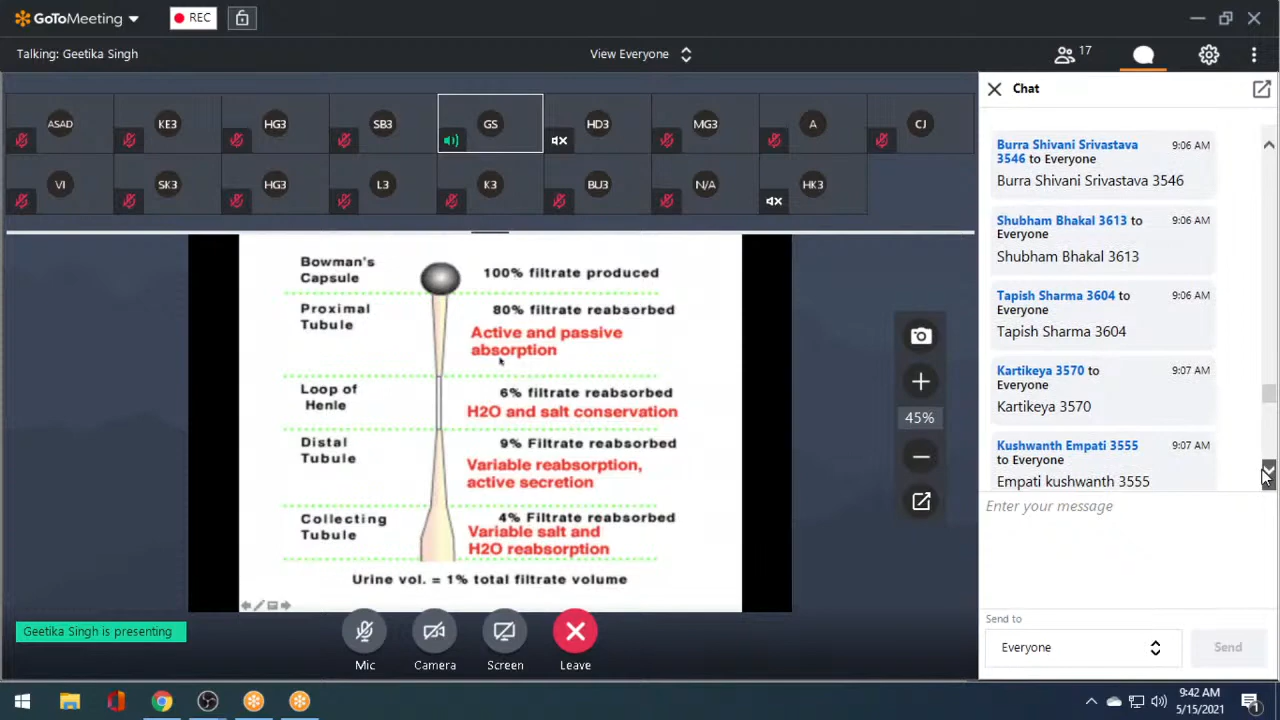 GoToMeeting
REC
Talking: Geetika Singh
View Everyone
17
ASAD
KE3
HG3
SB3
GS
HD3
MG3
A
CJ
VI
SK3
HG3
L3
K3
BU3
N/A
HK3
Bowman's
Capsule
100% filtrate produced
Proximal
Tubule
80% filtrate reabsorbed
Active and passive
absorption
Loop of
Henle
6% filtrate reabsorbed
H2O and salt conservation
Distal
Tubule
9% Filtrate reabsorbed
Variable reabsorption,
active secretion
Collecting
Tubule
4% Filtrate reabsorbed
Variable salt and
H2O reabsorption
Urine vol. = 1% total filtrate volume
45%
Geetika Singh is presenting
Mic
Camera
Screen
Leave
Chat
Burra Shivani Srivastava
3546 to Everyone
9:06 AM
Burra Shivani Srivastava 3546
Shubham Bhakal 3613 to
Everyone
9:06 AM
Shubham Bhakal 3613
Tapish Sharma 3604 to
Everyone
9:06 AM
Tapish Sharma 3604
Kartikeya 3570 to
Everyone
9:07 AM
Kartikeya 3570
Kushwanth Empati 3555
to Everyone
9:07 AM
Empati kushwanth 3555
Enter your message
Send to
Everyone
Send
9:42 AM
5/15/2021
1